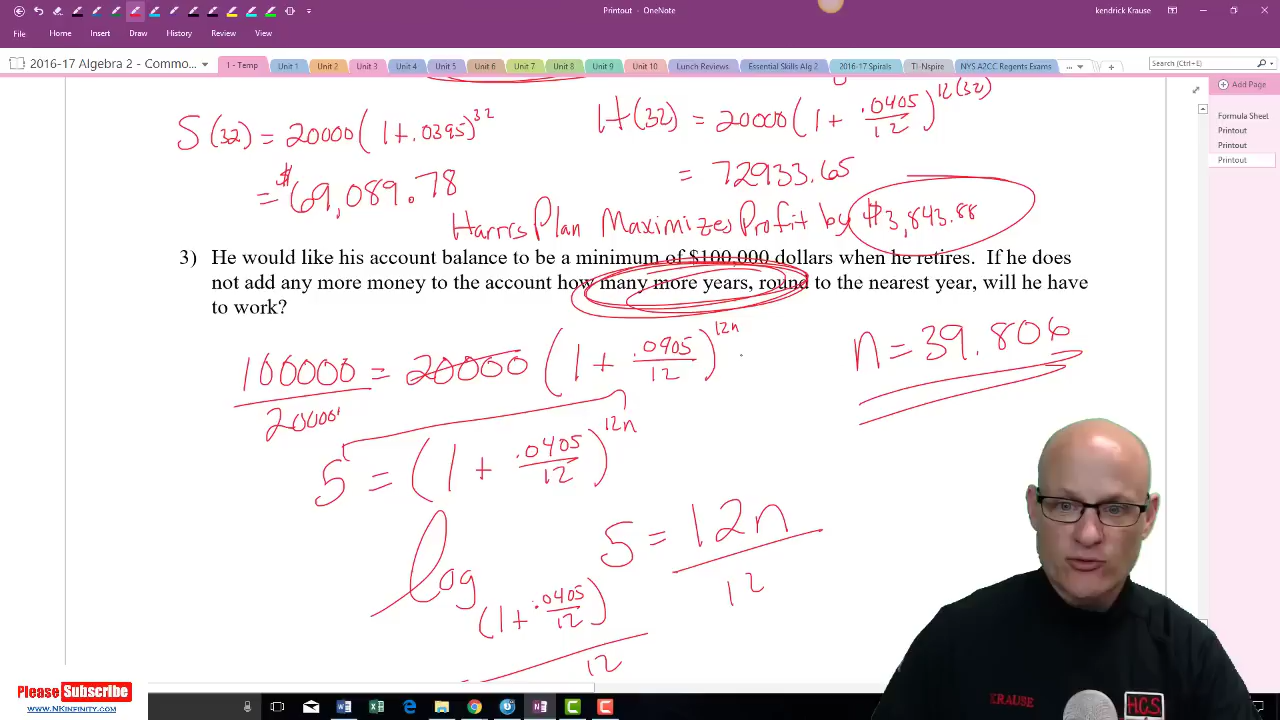 Printout - OneNote
kendrick Krause
File Home Insert Draw History Review View
2016-17 Algebra 2 - Commo... 1 - Temp Unit 1 Unit 2 Unit 3 Unit 4 Unit 5 Unit 6 Unit 7 Unit 8 Unit 9 Unit 10 Lunch Reviews Essential Skills Alg 2 2016-17 Spirals TI-Nspire NYS A2CC Regents Exams ... Search (Ctrl+E)
Add Page
Formula Sheet
Printout
Printout
Printout
S(32) = 20000(1+.0395)^32
= $69,089.78
H(32) = 20000(1+ .0405/12)^12(32)
= 72933.65
Harris Plan Maximizes Profit by $3,843.88
3) He would like his account balance to be a minimum of $100,000 dollars when he retires. If he does
not add any more money to the account how many more years, round to the nearest year, will he have
to work?
100000 = 20000(1+ .0405/12)^12n
20000
n = 39.806
5 = (1+ .0405/12)^12n
log (1+ .0405/12) 5 = 12n
12 12
Please Subscribe
www.NKinfinity.com
KRAUSE
HCS